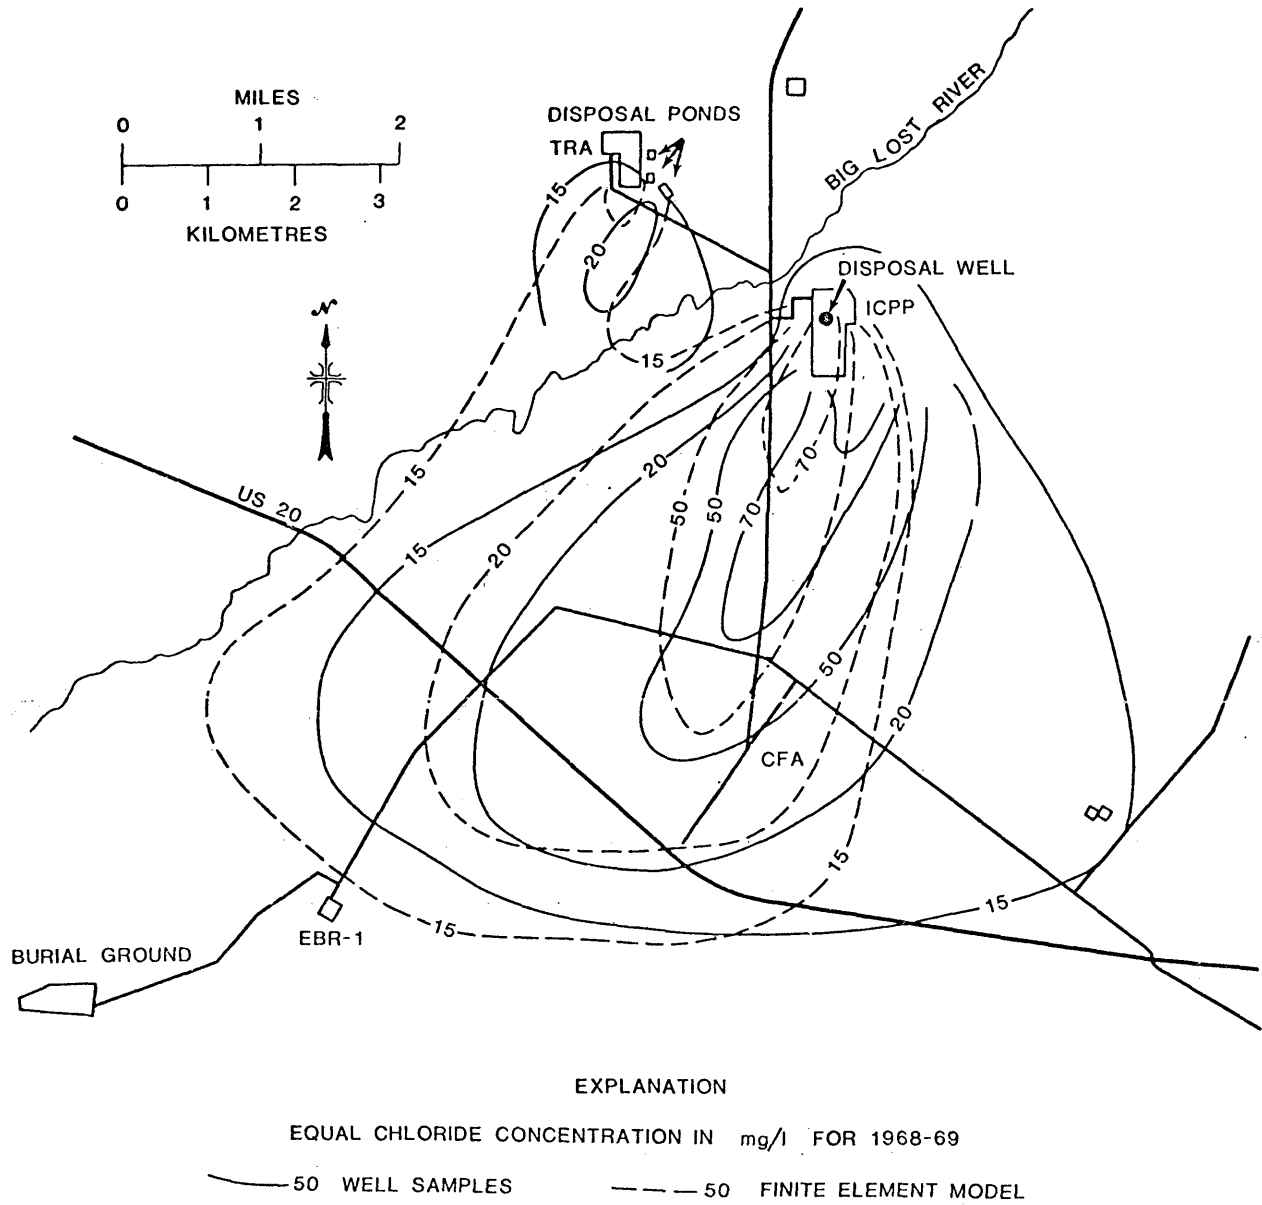 MILES
0 1 2
0 1 2 3
KILOMETRES
DISPOSAL PONDS
TRA
BIG LOST RIVER
N
DISPOSAL WELL
ICPP
15
20
15
15
20
50
50
70
70
US 20
15
20
50
20
CFA
15
15
15
EBR-1
BURIAL GROUND
EXPLANATION
EQUAL CHLORIDE CONCENTRATION IN mg/l FOR 1968-69
50 WELL SAMPLES
50 FINITE ELEMENT MODEL